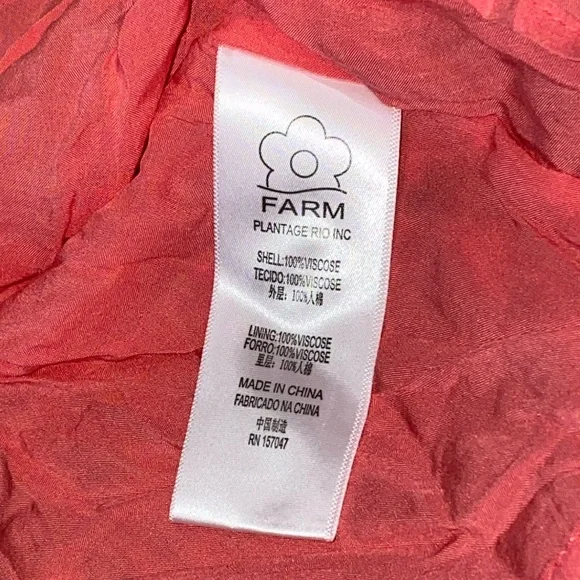 FARM
PLANTAGE RIO INC
SHELL:100%VISCOSE
TECIDO:100%VISCOSE
外层：100%人棉
LINING:100%VISCOSE
FORRO:100%VISCOSE
里层：100%人棉
MADE IN CHINA
FABRICADO NA CHINA
中国制造
RN 157047